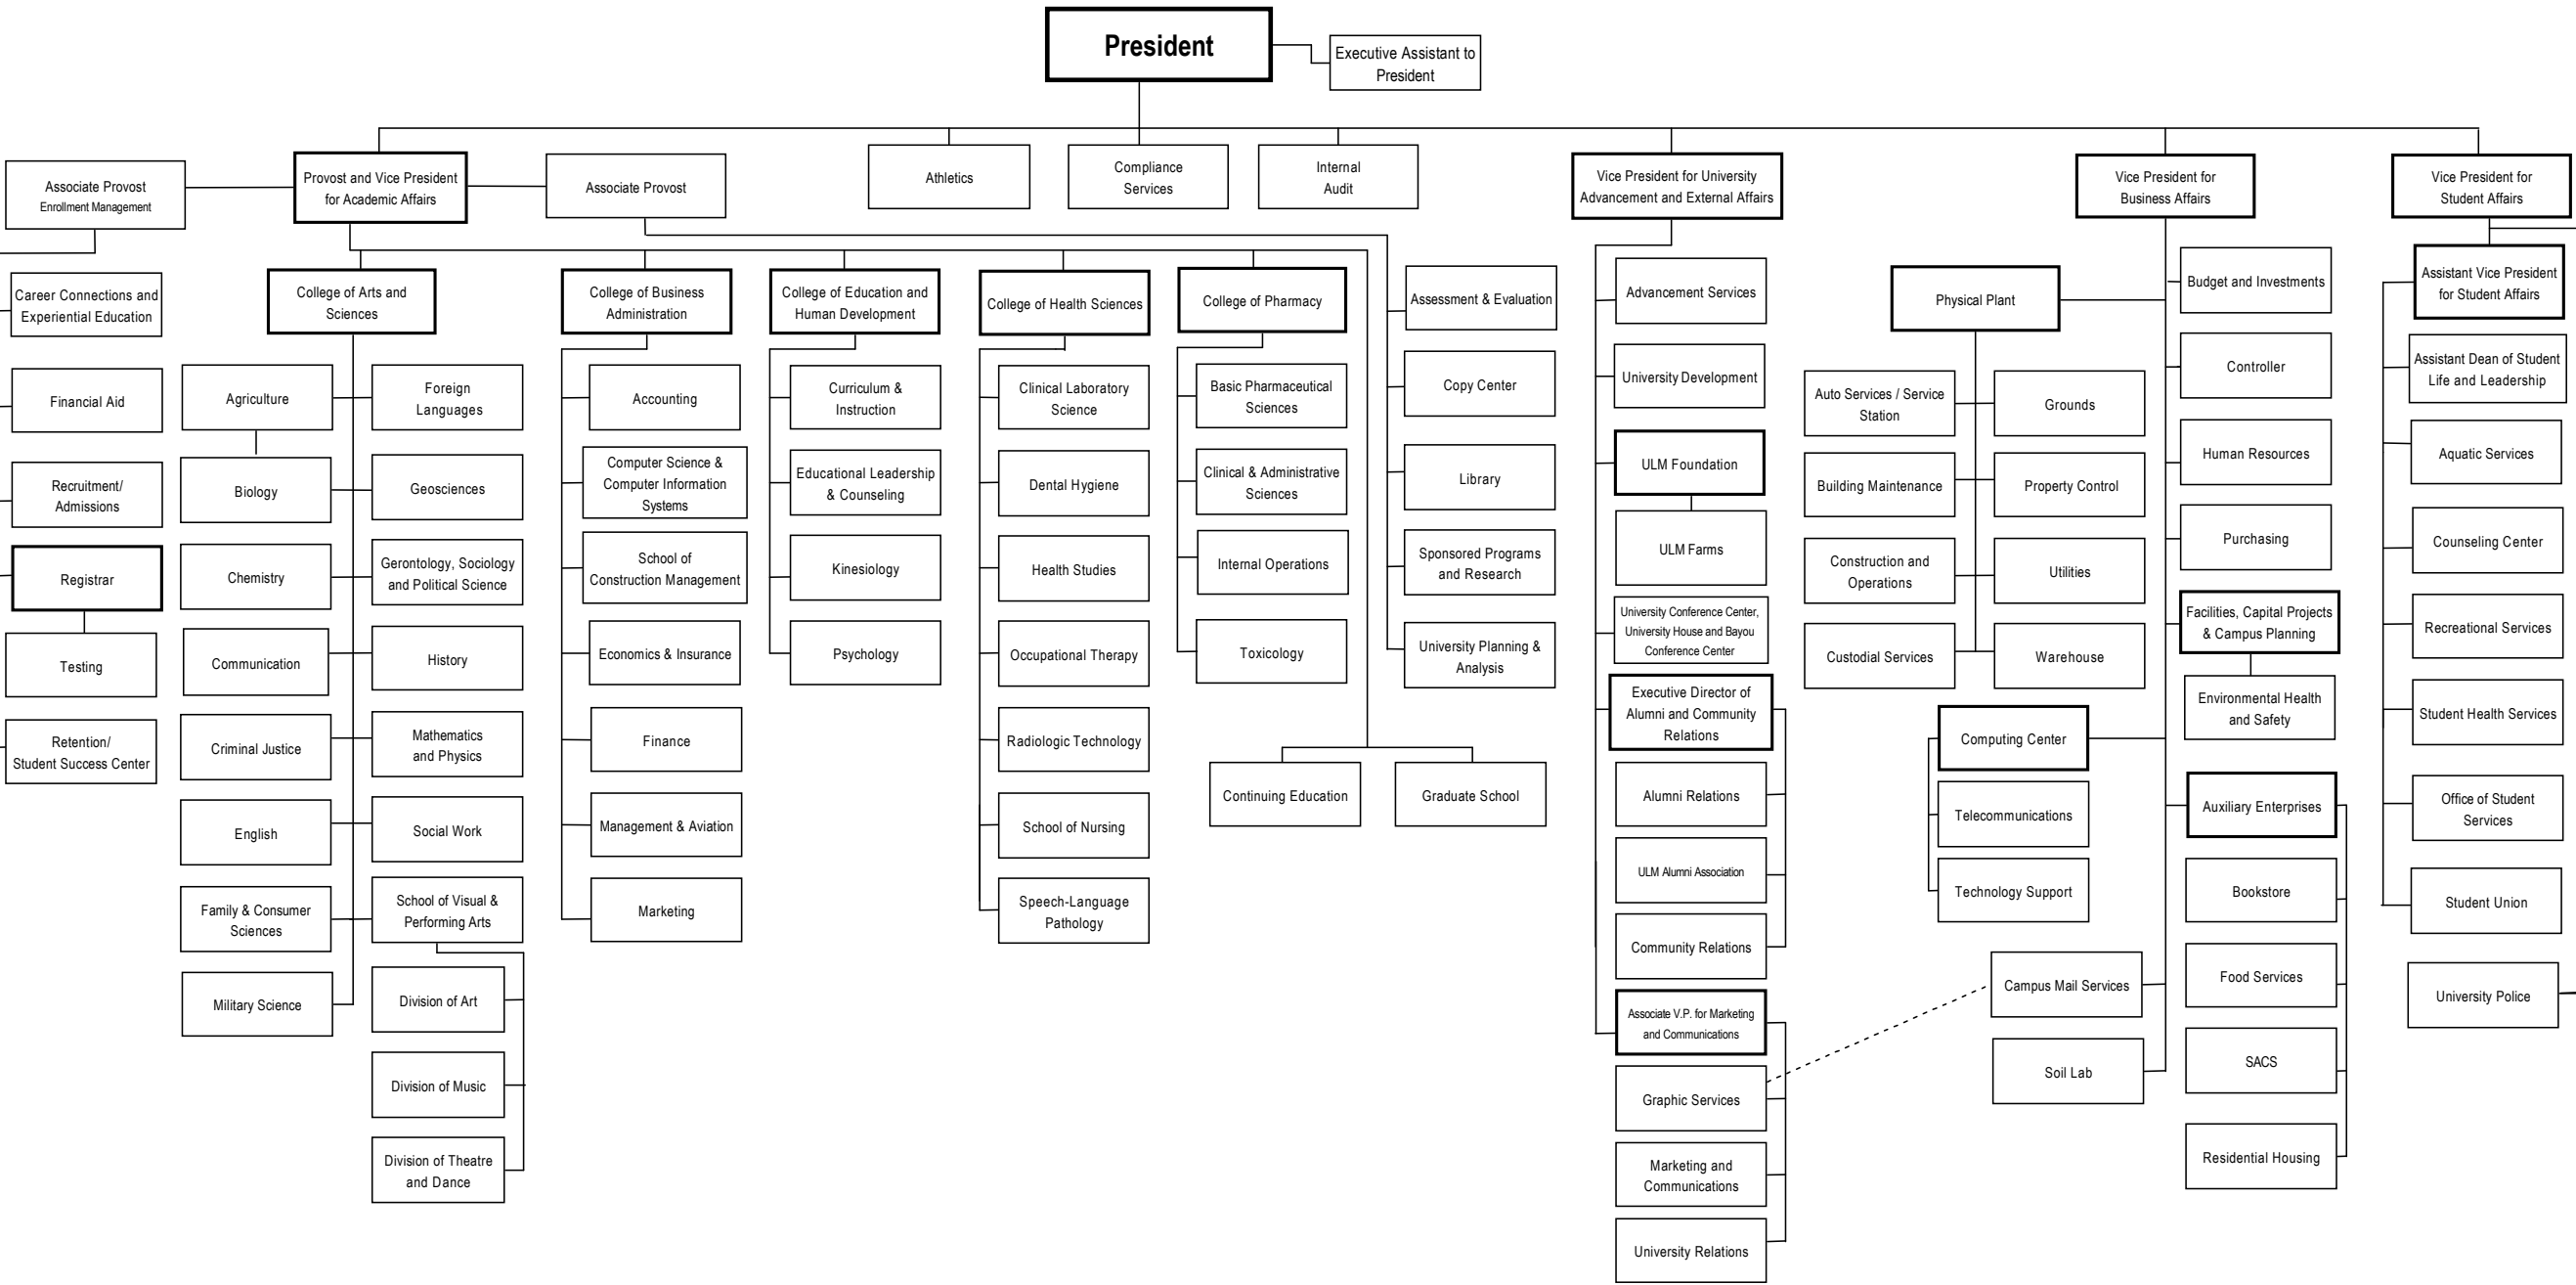 President
Executive Assistant to
President
Associate Provost
Enrollment Management
Provost and Vice President
for Academic Affairs
Associate Provost
Athletics
Compliance
Services
Internal
Audit
Vice President for University
Advancement and External Affairs
Vice President for
Business Affairs
Vice President for
Student Affairs
Career Connections and
Experiential Education
Financial Aid
Recruitment/
Admissions
Registrar
Testing
Retention/
Student Success Center
College of Arts and
Sciences
Agriculture
Foreign
Languages
Biology
Geosciences
Chemistry
Gerontology, Sociology
and Political Science
Communication
History
Criminal Justice
Mathematics
and Physics
English
Social Work
Family & Consumer
Sciences
School of Visual &
Performing Arts
Military Science
Division of Art
Division of Music
Division of Theatre
and Dance
College of Business
Administration
Accounting
Computer Science &
Computer Information
Systems
School of
Construction Management
Economics & Insurance
Finance
Management & Aviation
Marketing
College of Education and
Human Development
Curriculum &
Instruction
Educational Leadership
& Counseling
Kinesiology
Psychology
College of Health Sciences
Clinical Laboratory
Science
Dental Hygiene
Health Studies
Occupational Therapy
Radiologic Technology
School of Nursing
Speech-Language
Pathology
College of Pharmacy
Basic Pharmaceutical
Sciences
Clinical & Administrative
Sciences
Internal Operations
Toxicology
Continuing Education
Graduate School
Assessment & Evaluation
Copy Center
Library
Sponsored Programs
and Research
University Planning &
Analysis
Advancement Services
University Development
ULM Foundation
ULM Farms
University Conference Center,
University House and Bayou
Conference Center
Executive Director of
Alumni and Community
Relations
Alumni Relations
ULM Alumni Association
Community Relations
Associate V.P. for Marketing
and Communications
Graphic Services
Marketing and
Communications
University Relations
Physical Plant
Auto Services / Service
Station
Grounds
Building Maintenance
Property Control
Construction and
Operations
Utilities
Custodial Services
Warehouse
Computing Center
Telecommunications
Technology Support
Campus Mail Services
Soil Lab
Budget and Investments
Controller
Human Resources
Purchasing
Facilities, Capital Projects
& Campus Planning
Environmental Health
and Safety
Auxiliary Enterprises
Bookstore
Food Services
SACS
Residential Housing
Assistant Vice President
for Student Affairs
Assistant Dean of Student
Life and Leadership
Aquatic Services
Counseling Center
Recreational Services
Student Health Services
Office of Student
Services
Student Union
University Police